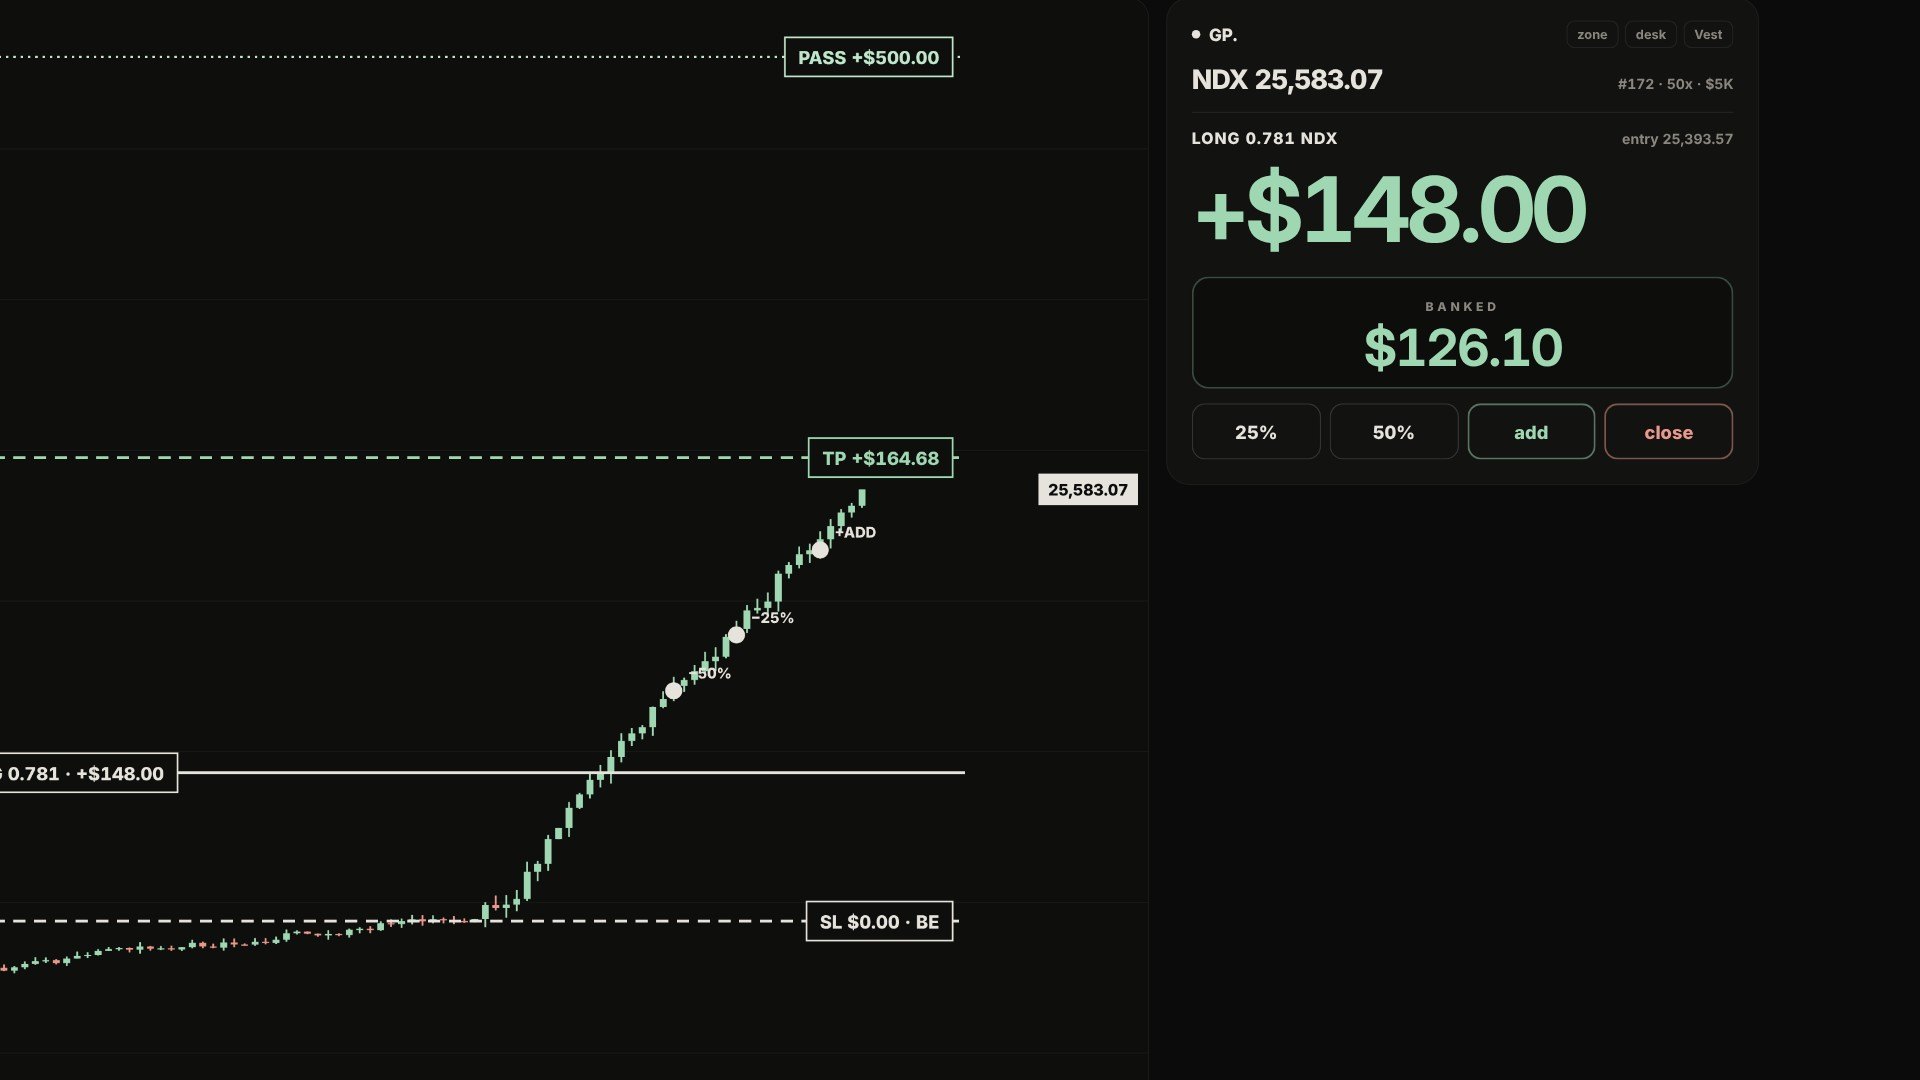 PASS +$500.00
TP +$164.68
25,583.07
+ADD
−25%
−50%
0.781 · +$148.00
SL $0.00 · BE
GP.
zone
desk
Vest
NDX 25,583.07
#172 · 50x · $5K
LONG 0.781 NDX
entry 25,393.57
+$148.00
BANKED
$126.10
25%
50%
add
close